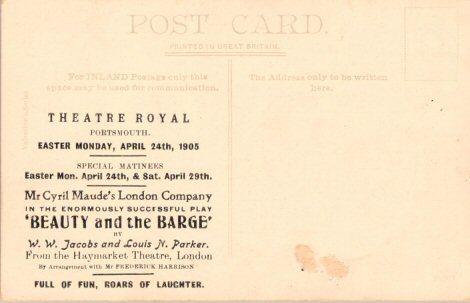 POST CARD.
PRINTED IN GREAT BRITAIN.
For INLAND Postage only this
space may be used for communication.
The Address only to be written
here.
THEATRE ROYAL
PORTSMOUTH.
EASTER MONDAY, APRIL 24th, 1905
SPECIAL MATINEES
Easter Mon. April 24th, & Sat. April 29th.
Mr Cyril Maude's London Company
IN THE ENORMOUSLY SUCCESSFUL PLAY
'BEAUTY and the BARGE'
BY
W. W. Jacobs and Louis N. Parker.
From the Haymarket Theatre, London
By Arrangement with Mr FREDERICK HARRISON
FULL OF FUN, ROARS OF LAUGHTER.